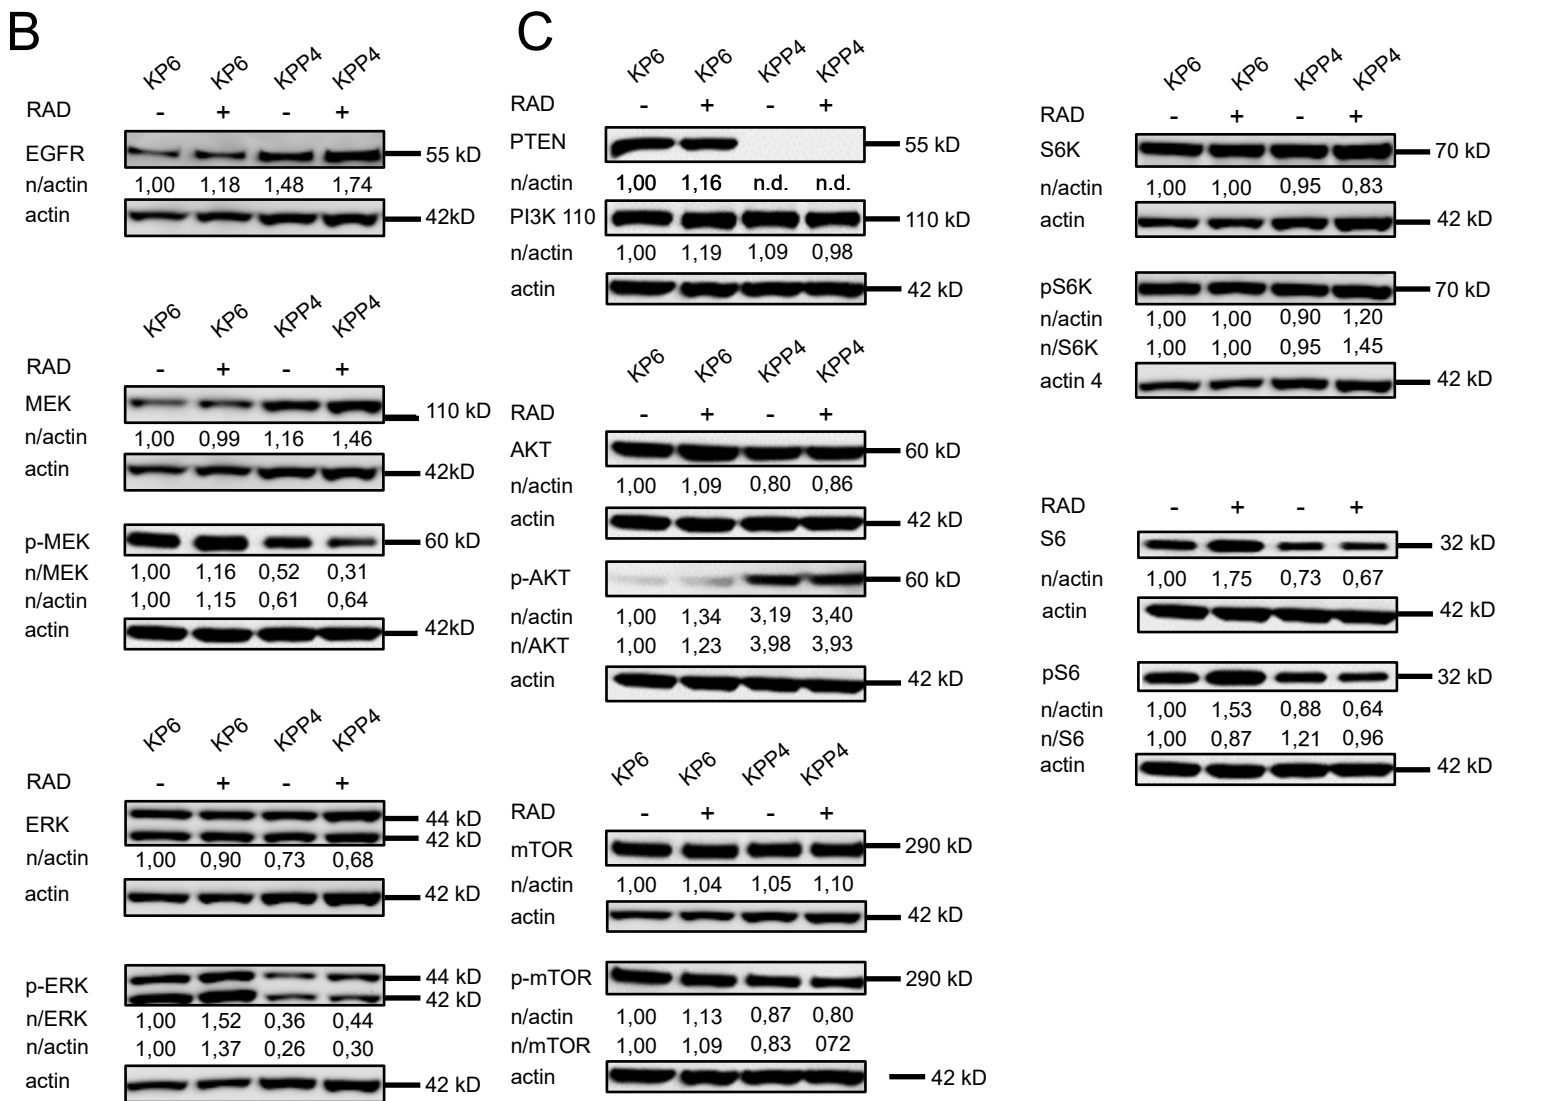 B
KP6 KP6 KPP4 KPP4
RAD - + - +
EGFR 55 kD
n/actin 1,00 1,18 1,48 1,74
actin 42kD
KP6 KP6 KPP4 KPP4
RAD - + - +
MEK 110 kD
n/actin 1,00 0,99 1,16 1,46
actin 42kD
p-MEK 60 kD
n/MEK 1,00 1,16 0,52 0,31
n/actin 1,00 1,15 0,61 0,64
actin 42kD
KP6 KP6 KPP4 KPP4
RAD - + - +
ERK 44 kD
42 kD
n/actin 1,00 0,90 0,73 0,68
actin 42 kD
p-ERK 44 kD
42 kD
n/ERK 1,00 1,52 0,36 0,44
n/actin 1,00 1,37 0,26 0,30
actin 42 kD
C
KP6 KP6 KPP4 KPP4
RAD - + - +
PTEN 55 kD
n/actin 1,00 1,16 n.d. n.d.
PI3K 110 110 kD
n/actin 1,00 1,19 1,09 0,98
actin 42 kD
KP6 KP6 KPP4 KPP4
RAD - + - +
AKT 60 kD
n/actin 1,00 1,09 0,80 0,86
actin 42 kD
p-AKT 60 kD
n/actin 1,00 1,34 3,19 3,40
n/AKT 1,00 1,23 3,98 3,93
actin 42 kD
KP6 KP6 KPP4 KPP4
RAD - + - +
mTOR 290 kD
n/actin 1,00 1,04 1,05 1,10
actin 42 kD
p-mTOR 290 kD
n/actin 1,00 1,13 0,87 0,80
n/mTOR 1,00 1,09 0,83 072
actin 42 kD
KP6 KP6 KPP4 KPP4
RAD - + - +
S6K 70 kD
n/actin 1,00 1,00 0,95 0,83
actin 42 kD
pS6K 70 kD
n/actin 1,00 1,00 0,90 1,20
n/S6K 1,00 1,00 0,95 1,45
actin 4 42 kD
RAD - + - +
S6 32 kD
n/actin 1,00 1,75 0,73 0,67
actin 42 kD
pS6 32 kD
n/actin 1,00 1,53 0,88 0,64
n/S6 1,00 0,87 1,21 0,96
actin 42 kD